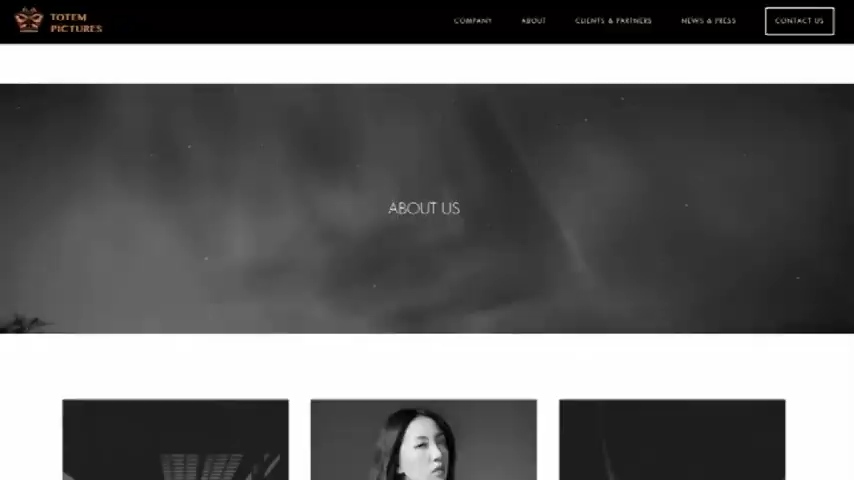 TOTEM
PICTURES
COMPANY
ABOUT
CLIENTS & PARTNERS
NEWS & PRESS
CONTACT US
ABOUT US